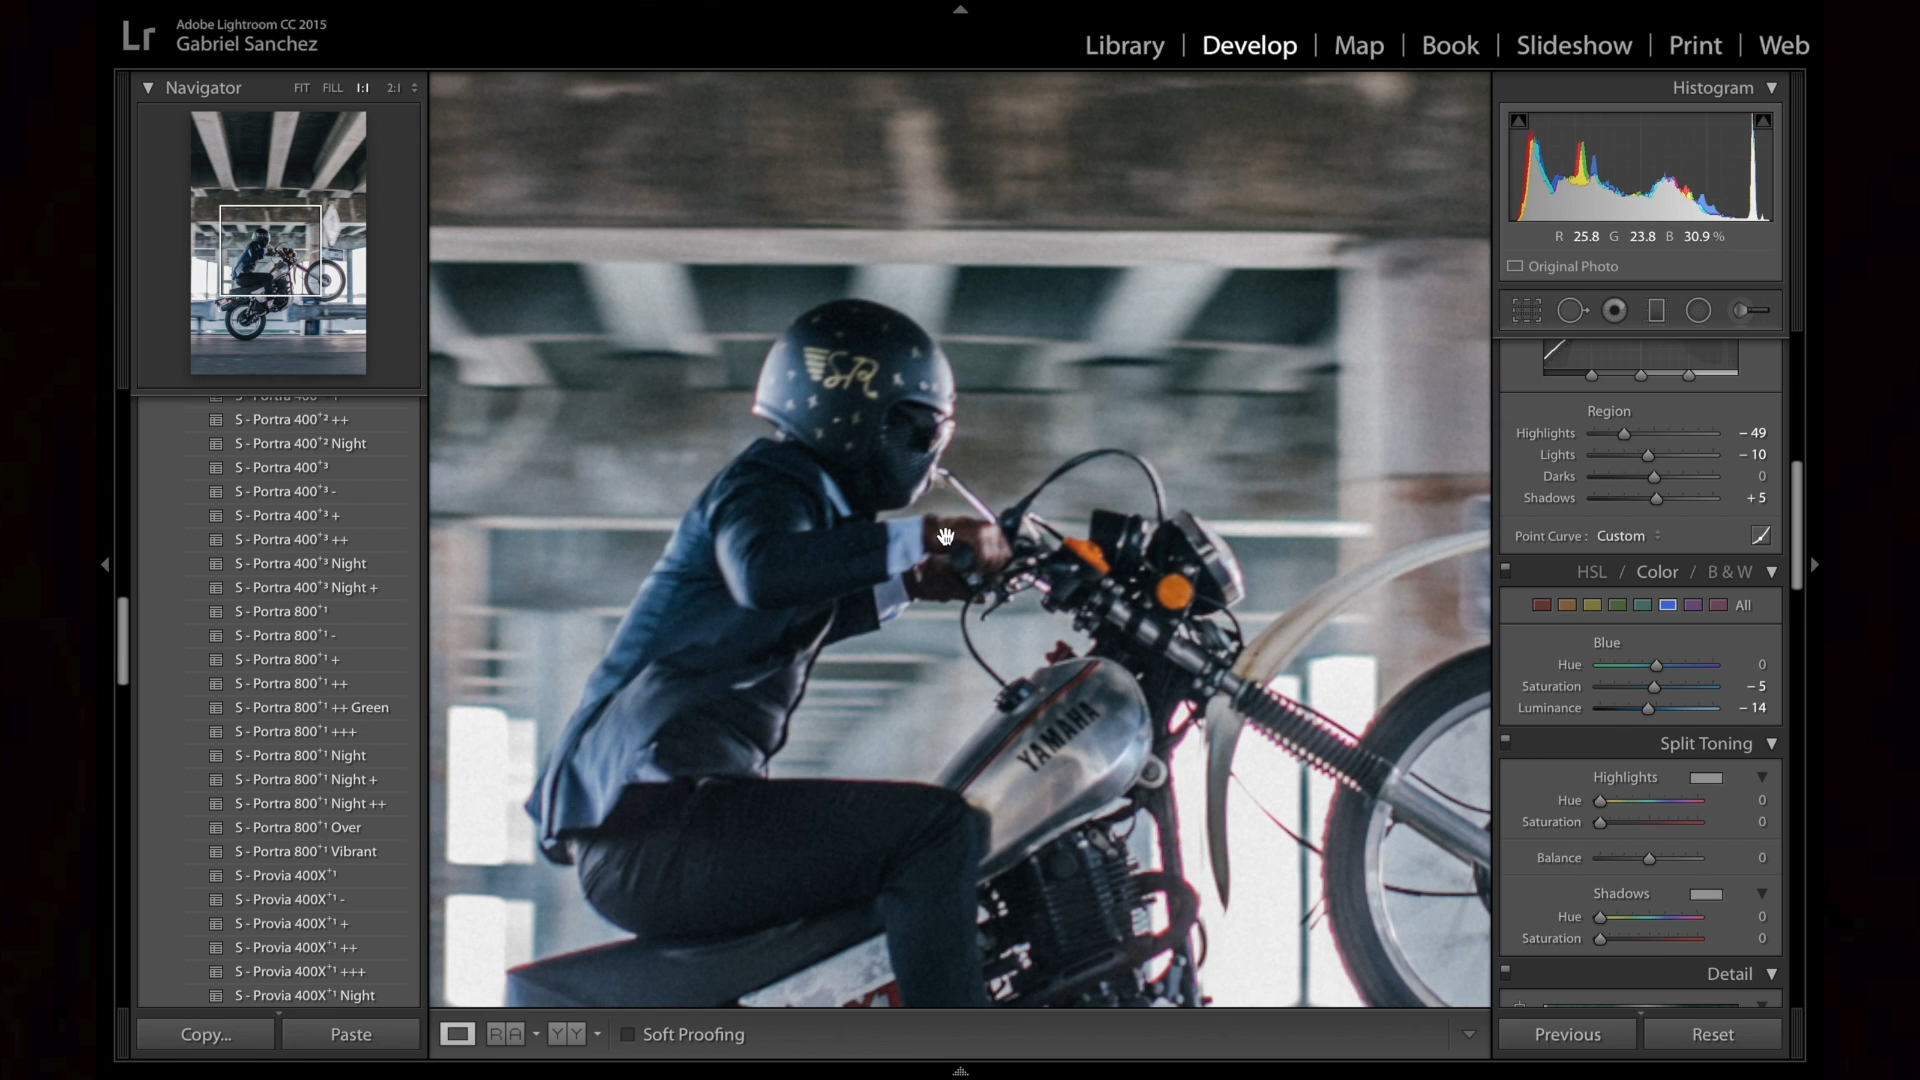 Lr
Adobe Lightroom CC 2015
Gabriel Sanchez
Library | Develop | Map | Book | Slideshow | Print | Web
Navigator FIT FILL 1:1 2:1
S - Portra 400⁺² ++
S - Portra 400⁺² Night
S - Portra 400⁺³
S - Portra 400⁺³ -
S - Portra 400⁺³ +
S - Portra 400⁺³ ++
S - Portra 400⁺³ Night
S - Portra 400⁺³ Night +
S - Portra 800⁺¹
S - Portra 800⁺¹ -
S - Portra 800⁺¹ +
S - Portra 800⁺¹ ++
S - Portra 800⁺¹ ++ Green
S - Portra 800⁺¹ +++
S - Portra 800⁺¹ Night
S - Portra 800⁺¹ Night +
S - Portra 800⁺¹ Night ++
S - Portra 800⁺¹ Over
S - Portra 800⁺¹ Vibrant
S - Provia 400X⁺¹
S - Provia 400X⁺¹ -
S - Provia 400X⁺¹ +
S - Provia 400X⁺¹ ++
S - Provia 400X⁺¹ +++
S - Provia 400X⁺¹ Night
Copy... Paste
SR
YAMAHA
R A Y Y Soft Proofing
Histogram
R 25.8 G 23.8 B 30.9 %
Original Photo
Region
Highlights - 49
Lights - 10
Darks 0
Shadows + 5
Point Curve : Custom
HSL / Color / B & W
All
Blue
Hue 0
Saturation - 5
Luminance - 14
Split Toning
Highlights
Hue 0
Saturation 0
Balance 0
Shadows
Hue 0
Saturation 0
Detail
Previous Reset